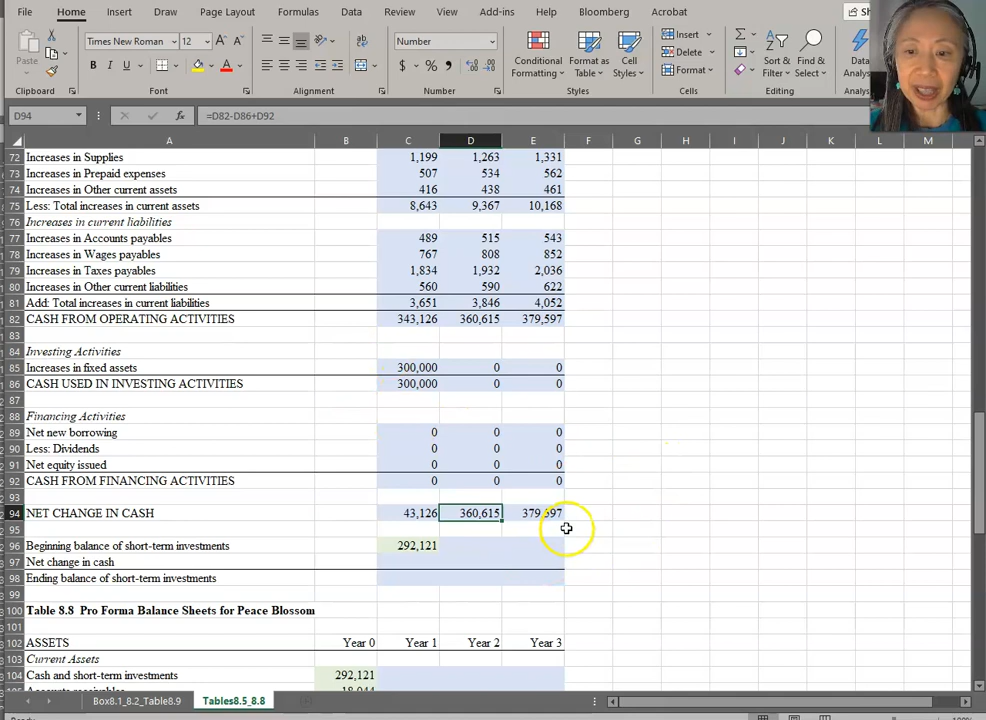 File Home Insert Draw Page Layout Formulas Data Review View Add-ins Help Bloomberg Acrobat
Times New Roman 12 Number Insert
Paste B I U A $ % Conditional Formatting Format as Table Cell Styles Delete Format Sort & Filter Find & Select
Clipboard Font Alignment Number Styles Cells Editing
D94 fx =D82-D86+D92
A B C D E F G H I J K L M
72 Increases in Supplies 1,199 1,263 1,331
73 Increases in Prepaid expenses 507 534 562
74 Increases in Other current assets 416 438 461
75 Less: Total increases in current assets 8,643 9,367 10,168
76 Increases in current liabilities
77 Increases in Accounts payables 489 515 543
78 Increases in Wages payables 767 808 852
79 Increases in Taxes payables 1,834 1,932 2,036
80 Increases in Other current liabilities 560 590 622
81 Add: Total increases in current liabilities 3,651 3,846 4,052
82 CASH FROM OPERATING ACTIVITIES 343,126 360,615 379,597
83
84 Investing Activities
85 Increases in fixed assets 300,000 0 0
86 CASH USED IN INVESTING ACTIVITIES 300,000 0 0
87
88 Financing Activities
89 Net new borrowing 0 0 0
90 Less: Dividends 0 0 0
91 Net equity issued 0 0 0
92 CASH FROM FINANCING ACTIVITIES 0 0 0
93
94 NET CHANGE IN CASH 43,126 360,615 379,597
95
96 Beginning balance of short-term investments 292,121
97 Net change in cash
98 Ending balance of short-term investments
99
100 Table 8.8 Pro Forma Balance Sheets for Peace Blossom
101
102 ASSETS Year 0 Year 1 Year 2 Year 3
103 Current Assets
104 Cash and short-term investments 292,121
Box8.1_8.2_Table8.9 Tables8.5_8.8